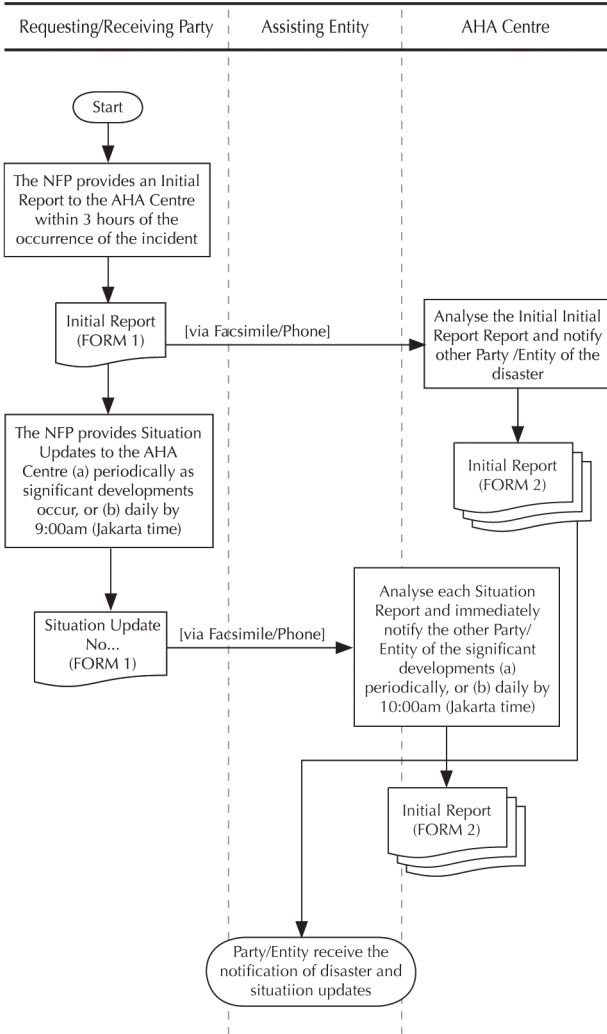 Requesting/Receiving Party
Assisting Entity
AHA Centre
Start
The NFP provides an Initial
Report to the AHA Centre
within 3 hours of the
occurrence of the incident
Initial Report
(FORM 1)
[via Facsimile/Phone]
Analyse the Initial Initial
Report Report and notify
other Party /Entity of the
disaster
Initial Report
(FORM 2)
The NFP provides Situation
Updates to the AHA
Centre (a) periodically as
significant developments
occur, or (b) daily by
9:00am (Jakarta time)
Situation Update
No...
(FORM 1)
[via Facsimile/Phone]
Analyse each Situation
Report and immediately
notify the other Party/
Entity of the significant
developments (a)
periodically, or (b) daily by
10:00am (Jakarta time)
Initial Report
(FORM 2)
Party/Entity receive the
notification of disaster and
situatiion updates